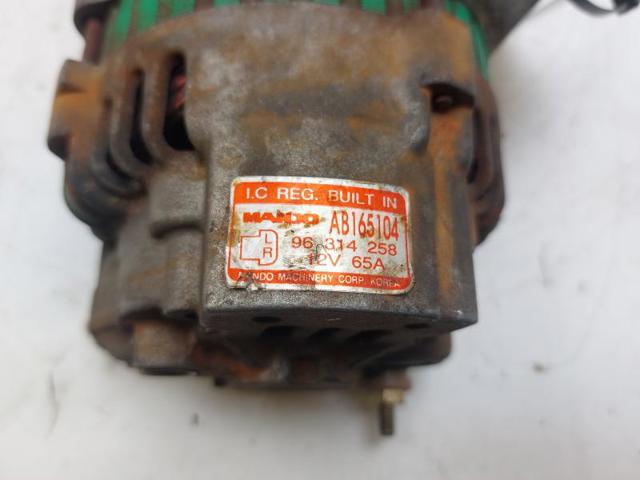 I.C REG. BUILT IN
MANDO AB165104
L
R
96 314 258
12V 65A
MANDO MACHINERY CORP. KOREA